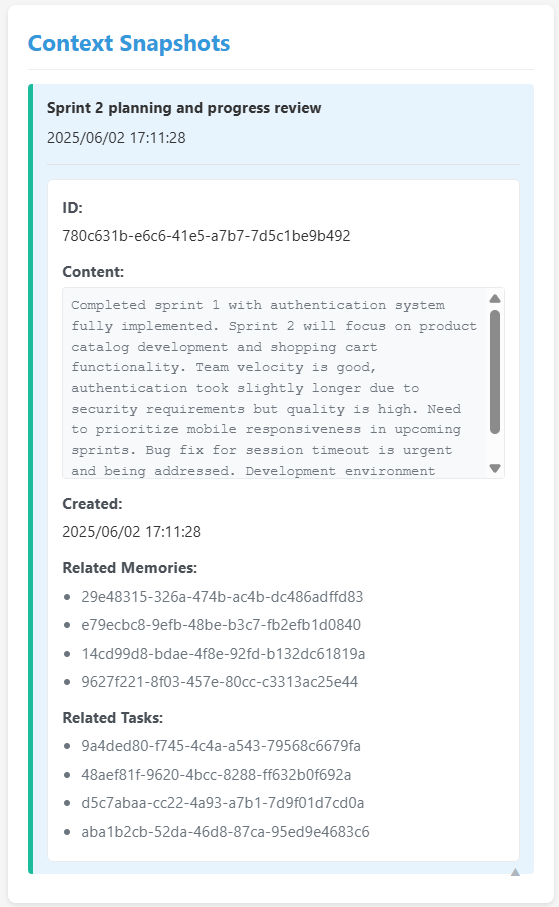 Context Snapshots
Sprint 2 planning and progress review
2025/06/02 17:11:28
ID:
780c631b-e6c6-41e5-a7b7-7d5c1be9b492
Content:
Completed sprint 1 with authentication system
fully implemented. Sprint 2 will focus on product
catalog development and shopping cart
functionality. Team velocity is good,
authentication took slightly longer due to
security requirements but quality is high. Need
to prioritize mobile responsiveness in upcoming
sprints. Bug fix for session timeout is urgent
and being addressed. Development environment
Created:
2025/06/02 17:11:28
Related Memories:
29e48315-326a-474b-ac4b-dc486adffd83
e79ecbc8-9efb-48be-b3c7-fb2efb1d0840
14cd99d8-bdae-4f8e-92fd-b132dc61819a
9627f221-8f03-457e-80cc-c3313ac25e44
Related Tasks:
9a4ded80-f745-4c4a-a543-79568c6679fa
48aef81f-9620-4bcc-8288-ff632b0f692a
d5c7abaa-cc22-4a93-a7b1-7d9f01d7cd0a
aba1b2cb-52da-46d8-87ca-95ed9e4683c6